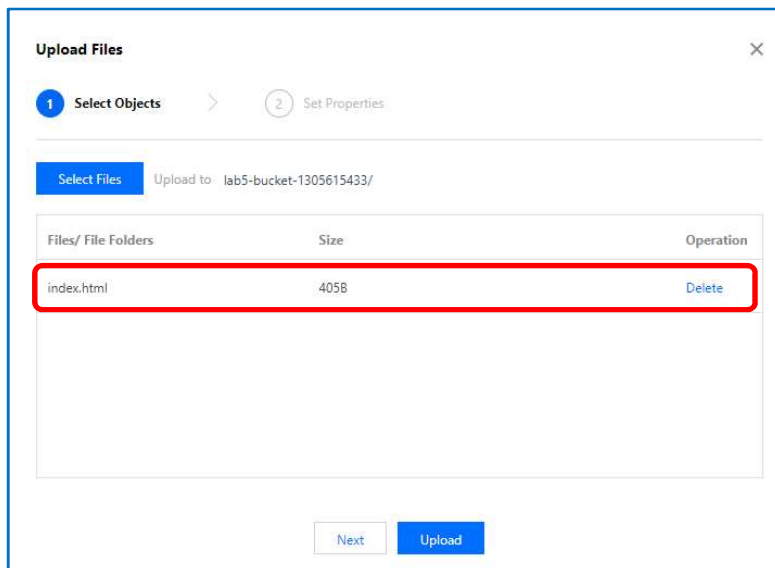 Upload Files
1 Select Objects 2 Set Properties
Select Files Upload to lab5-bucket-1305615433/
Files/ File Folders Size Operation
index.html 405B Delete
Next Upload